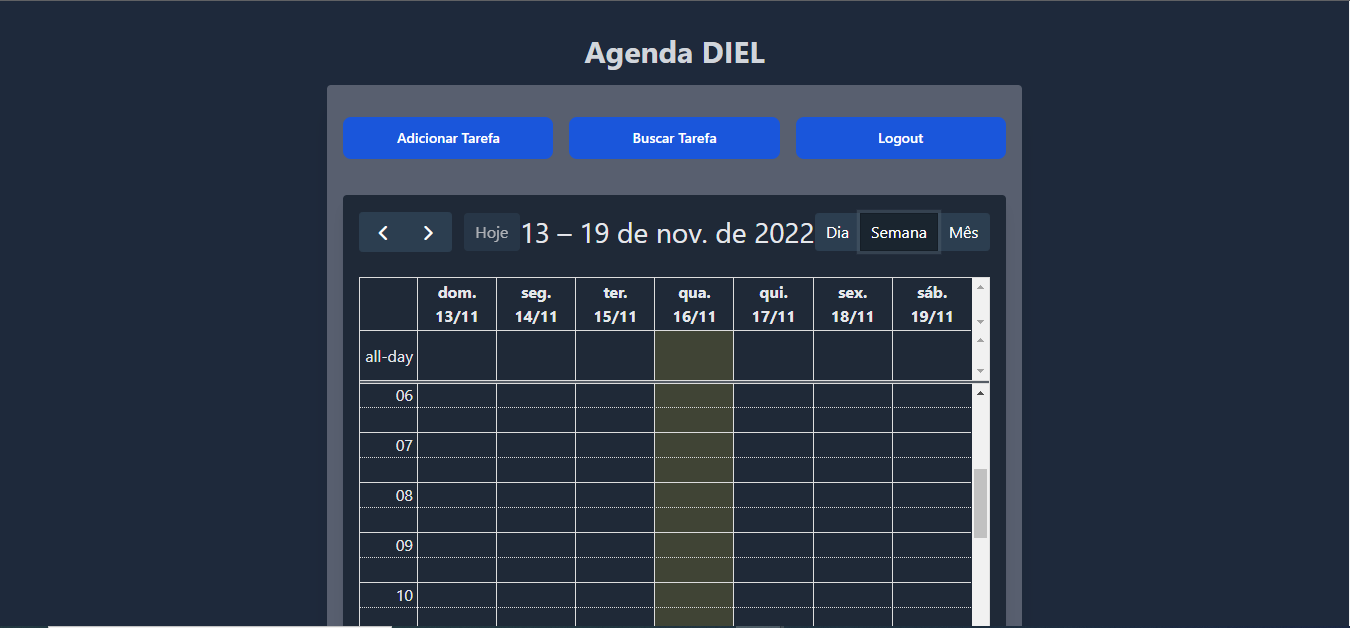 Agenda DIEL
Adicionar Tarefa Buscar Tarefa Logout
Hoje 13 – 19 de nov. de 2022 Dia Semana Mês
dom. seg. ter. qua. qui. sex. sáb.
13/11 14/11 15/11 16/11 17/11 18/11 19/11
all-day
06
07
08
09
10